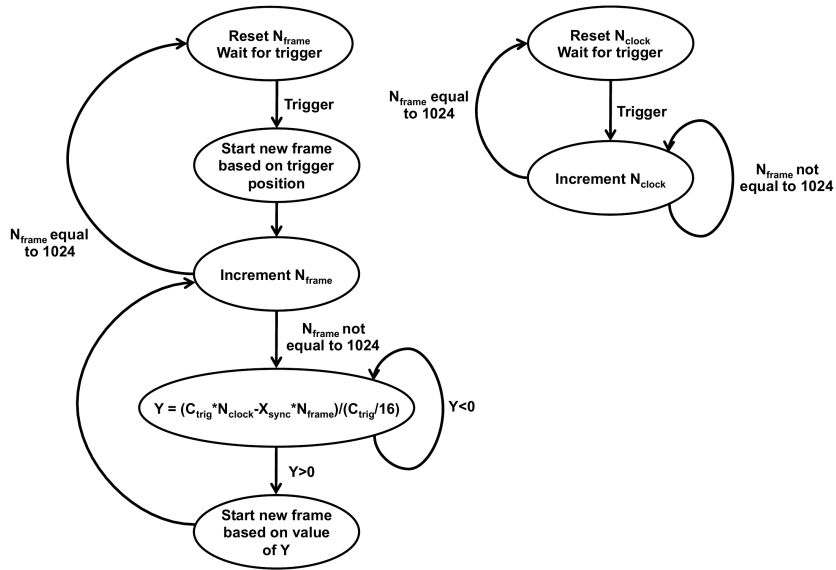 Reset N_frame
Wait for trigger
Trigger
Start new frame
based on trigger
position
N_frame equal
to 1024
Increment N_frame
N_frame not
equal to 1024
Y = (C_trig*N_clock-X_sync*N_frame)/(C_trig/16)
Y<0
Y>0
Start new frame
based on value
of Y
Reset N_clock
Wait for trigger
N_frame equal
to 1024
Trigger
Increment N_clock
N_frame not
equal to 1024